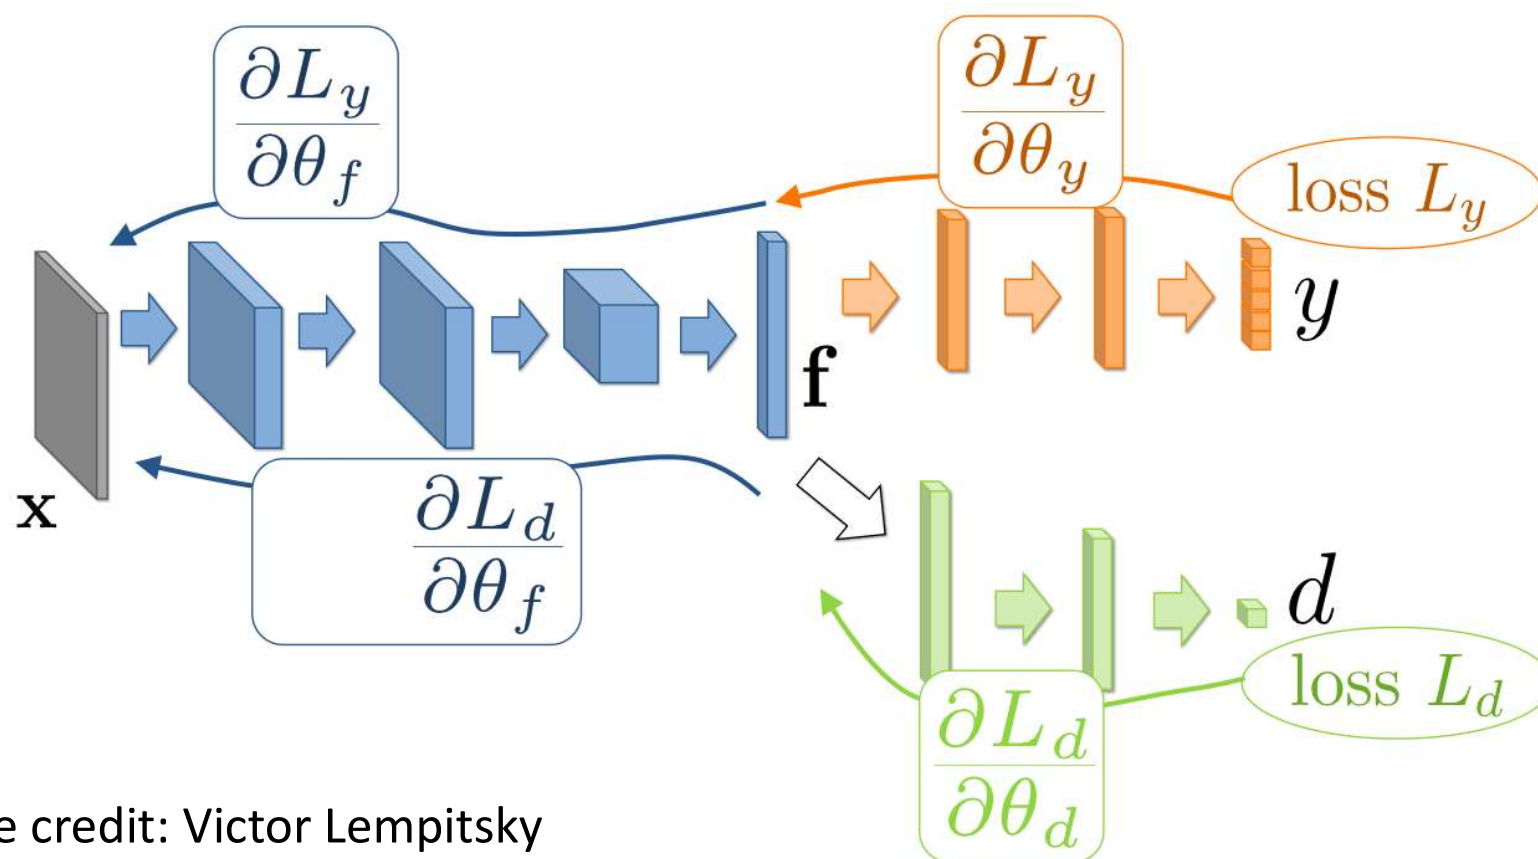 ∂L_y
∂θ_f
∂L_y
∂θ_y
loss L_y
x
f
y
∂L_d
∂θ_f
d
loss L_d
∂L_d
∂θ_d
e credit: Victor Lempitsky